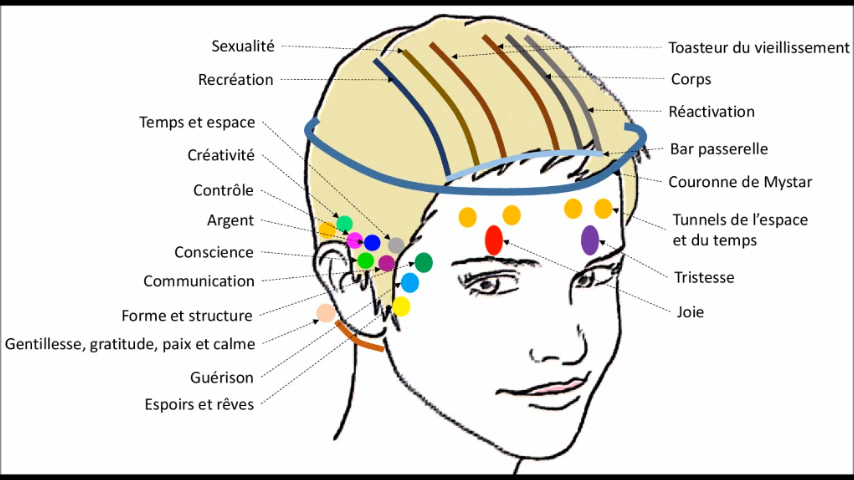 Sexualité
Recréation
Temps et espace
Créativité
Contrôle
Argent
Conscience
Communication
Forme et structure
Gentillesse, gratitude, paix et calme
Guérison
Espoirs et rêves
Toasteur du vieillissement
Corps
Réactivation
Bar passerelle
Couronne de Mystar
Tunnels de l'espace
et du temps
Tristesse
Joie